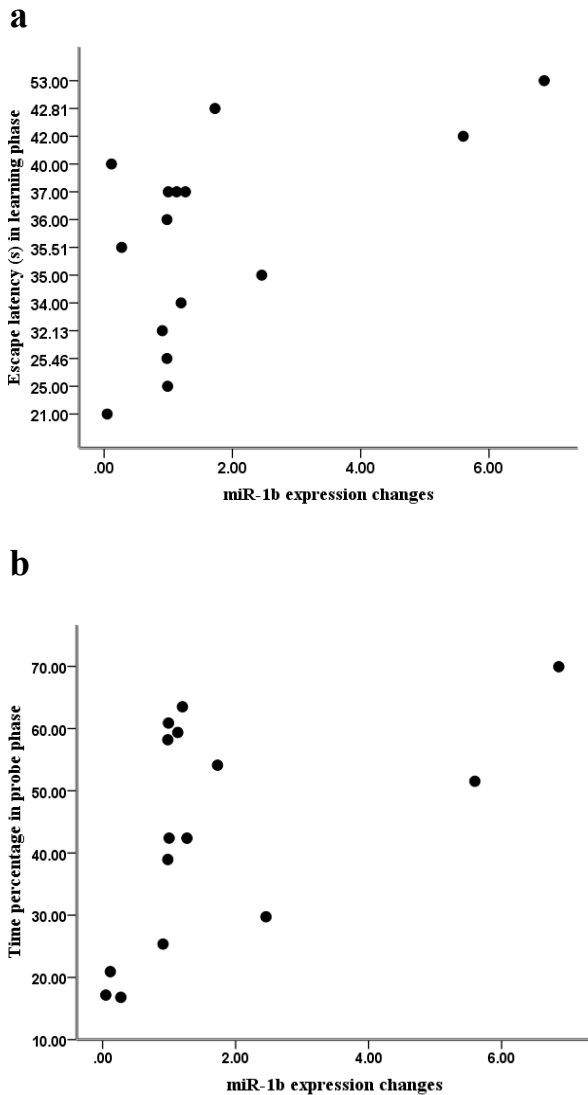 a
Escape latency (s) in learning phase
53.00
42.81
42.00
40.00
37.00
36.00
35.51
35.00
34.00
32.13
25.46
25.00
21.00
.00 2.00 4.00 6.00
miR-1b expression changes
b
Time percentage in probe phase
70.00
60.00
50.00
40.00
30.00
20.00
10.00
.00 2.00 4.00 6.00
miR-1b expression changes